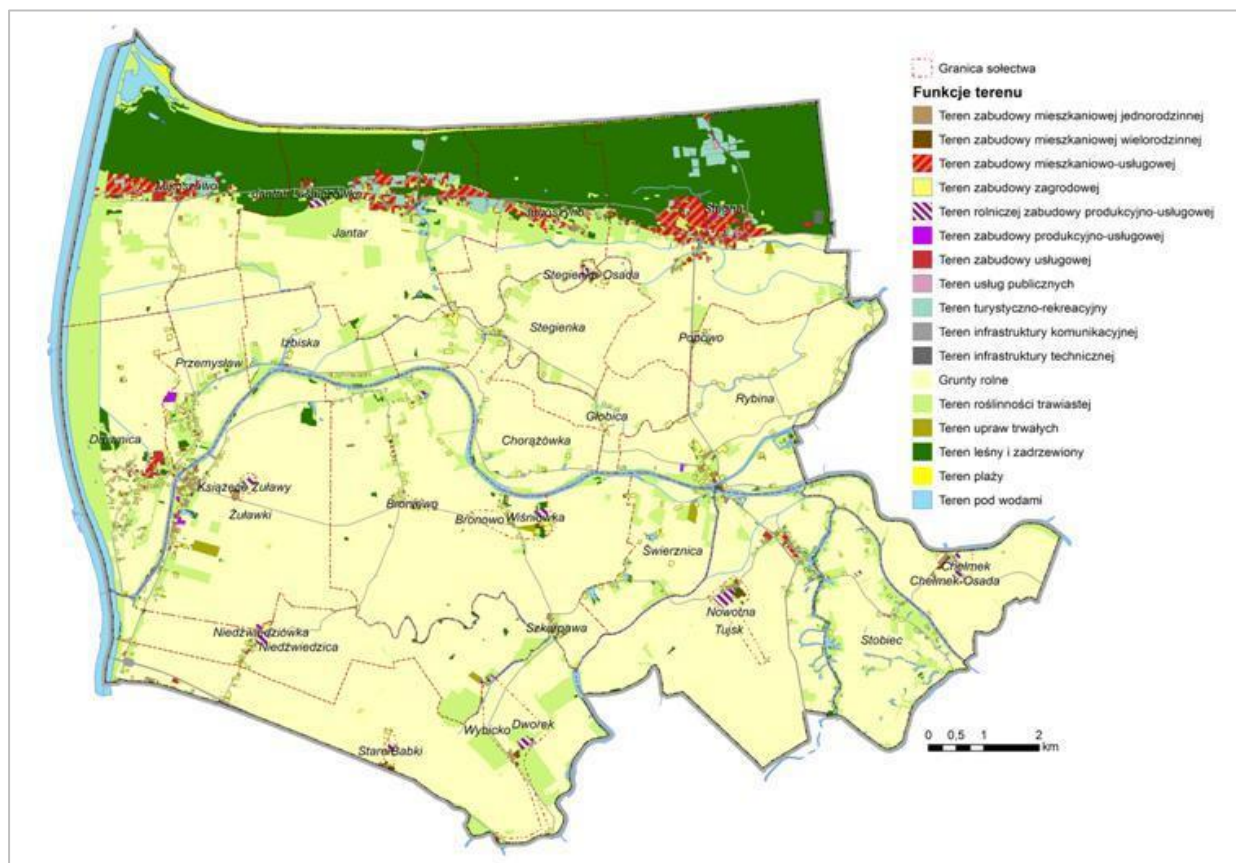 Granica sołectwa
Funkcje terenu
Teren zabudowy mieszkaniowej jednorodzinnej
Teren zabudowy mieszkaniowej wielorodzinnej
Teren zabudowy mieszkaniowo-usługowej
Teren zabudowy zagrodowej
Teren rolniczej zabudowy produkcyjno-usługowej
Teren zabudowy produkcyjno-usługowej
Teren zabudowy usługowej
Teren usług publicznych
Teren turystyczno-rekreacyjny
Teren infrastruktury komunikacyjnej
Teren infrastruktury technicznej
Grunty rolne
Teren roślinności trawiastej
Teren upraw trwałych
Teren leśny i zadrzewiony
Teren plaży
Teren pod wodami
Jantar
Stegienka Osada
Stegienka
Popowo
Izbiska
Przemysław
Rybina
Głobica
Chorążówka
Drewnica
Książęce Żuławy
Żuławki
Bronowo
Bronowo
Wiśniówka
Świerznica
Chełmek
Chełmek-Osada
Nowotna
Tujsk
Stobiec
Szkarpawa
Niedźwiedziówka
Niedźwiedzica
Wybicko
Dworek
Stare Babki
0 0,5 1 2
km